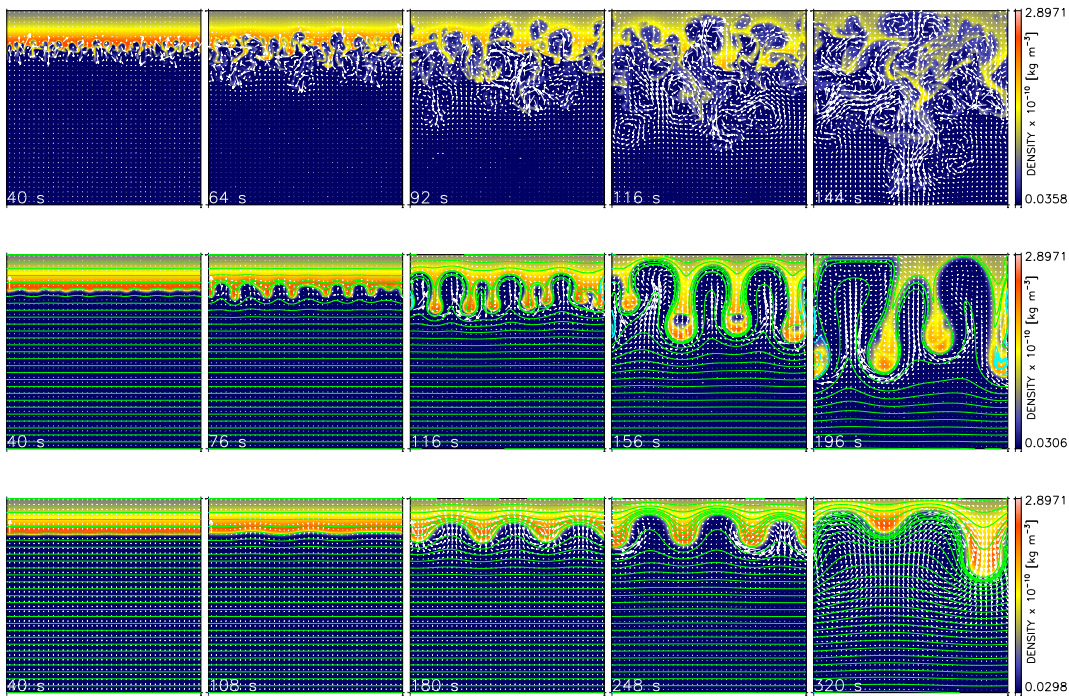 2.8971
DENSITY x 10⁻¹⁰ [kg m⁻³]
40 s
64 s
92 s
116 s
144 s
0.0358
2.8971
DENSITY x 10⁻¹⁰ [kg m⁻³]
40 s
76 s
116 s
156 s
196 s
0.0306
2.8971
DENSITY x 10⁻¹⁰ [kg m⁻³]
40 s
108 s
180 s
248 s
320 s
0.0298